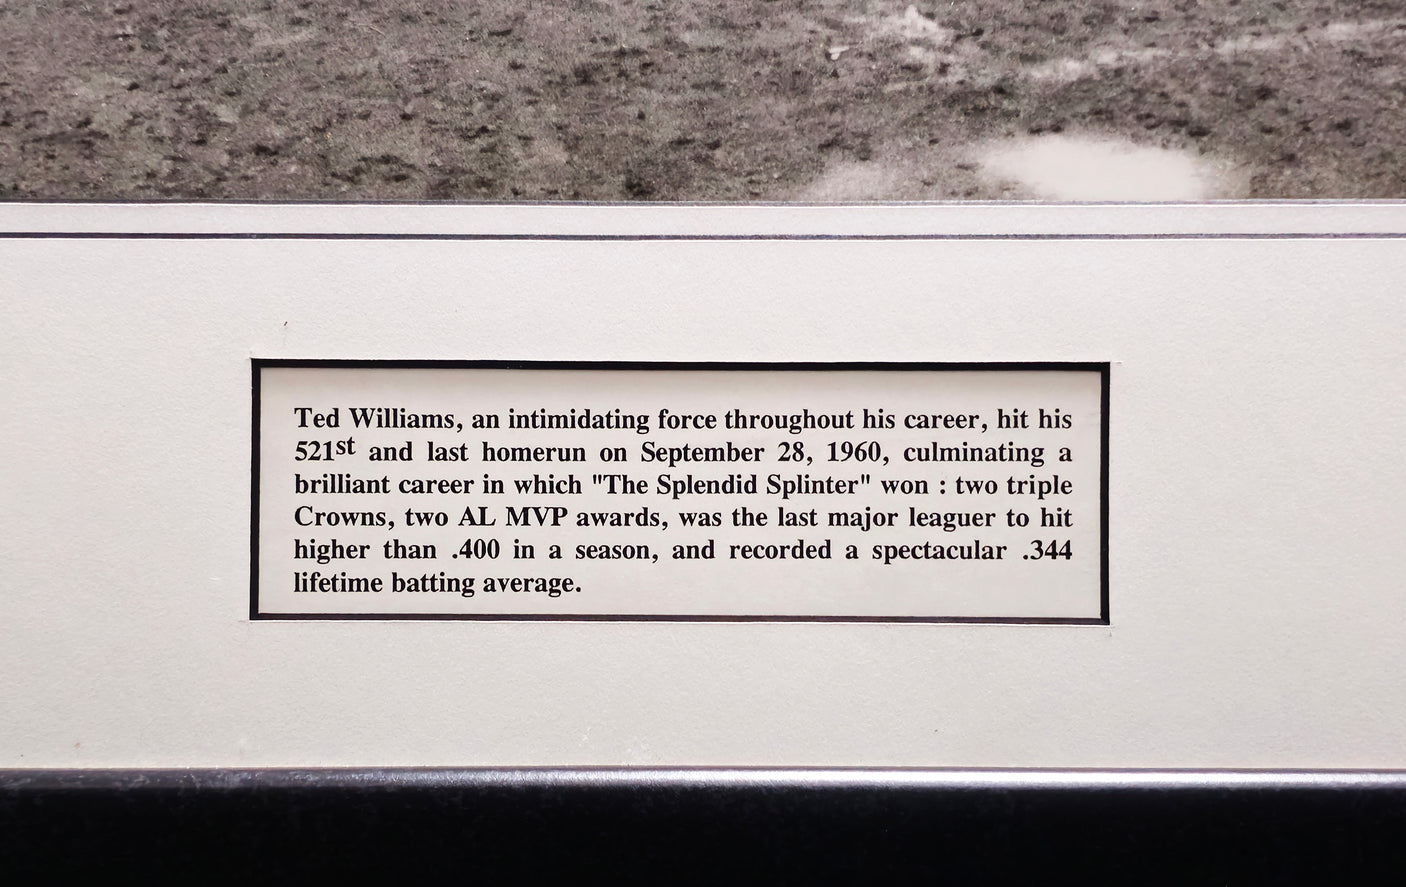 Ted Williams, an intimidating force throughout his career, hit his
521st and last homerun on September 28, 1960, culminating a
brilliant career in which "The Splendid Splinter" won : two triple
Crowns, two AL MVP awards, was the last major leaguer to hit
higher than .400 in a season, and recorded a spectacular .344
lifetime batting average.